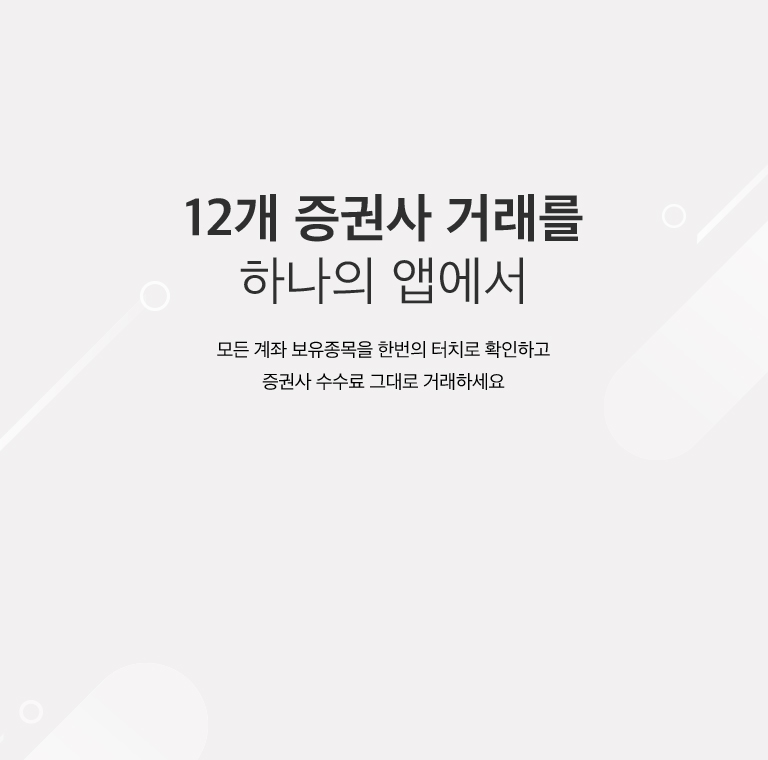 12개 증권사 거래를
하나의 앱에서
모든 계좌 보유종목을 한번의 터치로 확인하고
증권사 수수료 그대로 거래하세요